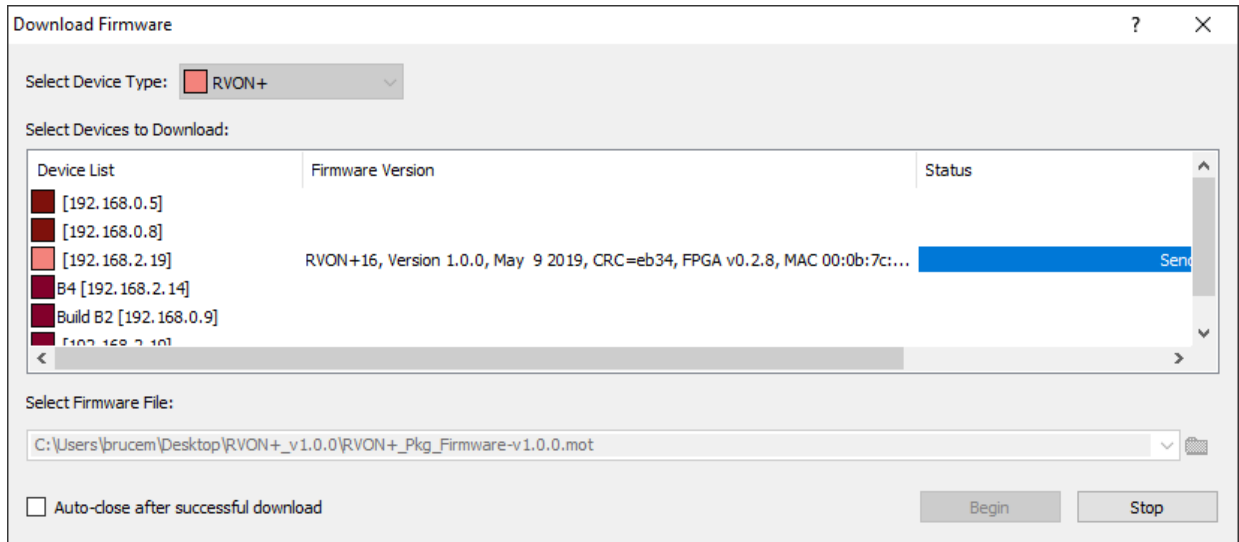 Download Firmware ?
Select Device Type: RVON+
Select Devices to Download:
Device List Firmware Version Status
[192.168.0.5]
[192.168.0.8]
[192.168.2.19] RVON+16, Version 1.0.0, May 9 2019, CRC=eb34, FPGA v0.2.8, MAC 00:0b:7c:...
B4 [192.168.2.14]
Build B2 [192.168.0.9]
Select Firmware File:
C:\Users\brucem\Desktop\RVON+_v1.0.0\RVON+_Pkg_Firmware-v1.0.0.mot
Auto-close after successful download Begin Stop